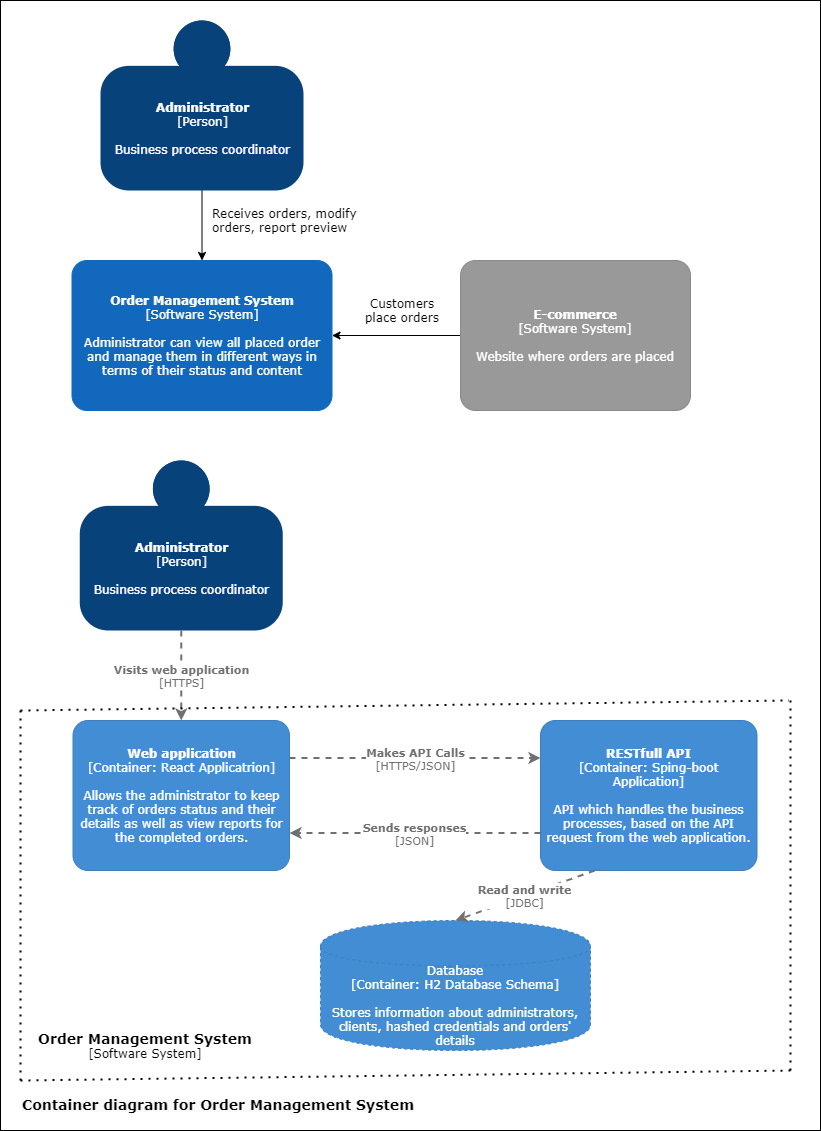 Administrator
[Person]
Business process coordinator
Receives orders, modify
orders, report preview
Order Management System
[Software System]
Administrator can view all placed order
and manage them in different ways in
terms of their status and content
Customers
place orders
E-commerce
[Software System]
Website where orders are placed
Administrator
[Person]
Business process coordinator
Visits web application
[HTTPS]
Web application
[Container: React Applicatrion]
Allows the administrator to keep
track of orders status and their
details as well as view reports for
the completed orders.
Makes API Calls
[HTTPS/JSON]
Sends responses
[JSON]
RESTfull API
[Container: Sping-boot
Application]
API which handles the business
processes, based on the API
request from the web application.
Read and write
[JDBC]
Database
[Container: H2 Database Schema]
Stores information about administrators,
clients, hashed credentials and orders'
details
Order Management System
[Software System]
Container diagram for Order Management System